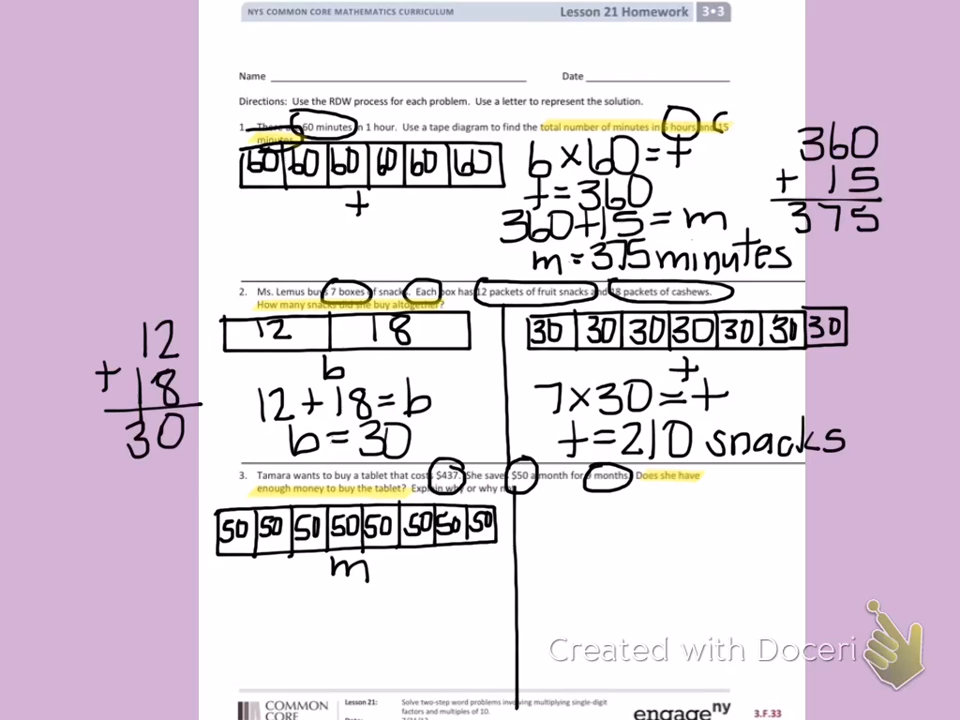 NYS COMMON CORE MATHEMATICS CURRICULUM Lesson 21 Homework 3•3
Name Date
Directions: Use the RDW process for each problem. Use a letter to represent the solution.
1. There are 60 minutes in 1 hour. Use a tape diagram to find the total number of minutes in 6 hours and 15
minutes.
60 60 60 60 60 60
t
6 × 60 = t
t = 360
360 + 15 = m
m = 375 minutes
360
+ 15
375
2. Ms. Lemus buys 7 boxes of snacks. Each box has 12 packets of fruit snacks and 18 packets of cashews.
How many snacks did she buy altogether?
12
+ 18
30
12 18
b
12 + 18 = b
b = 30
30 30 30 30 30 30 30
t
7 × 30 = t
t = 210 snacks
3. Tamara wants to buy a tablet that costs $437. She saves $50 a month for months. Does she have
enough money to buy the tablet? Explain why or why not.
50 50 50 50 50 50 50 50
m
Created with Doceri
COMMON
CORE
Lesson 21: Solve two-step word problems involving multiplying single-digit
factors and multiples of 10.
Date:
engage ny
3.F.33